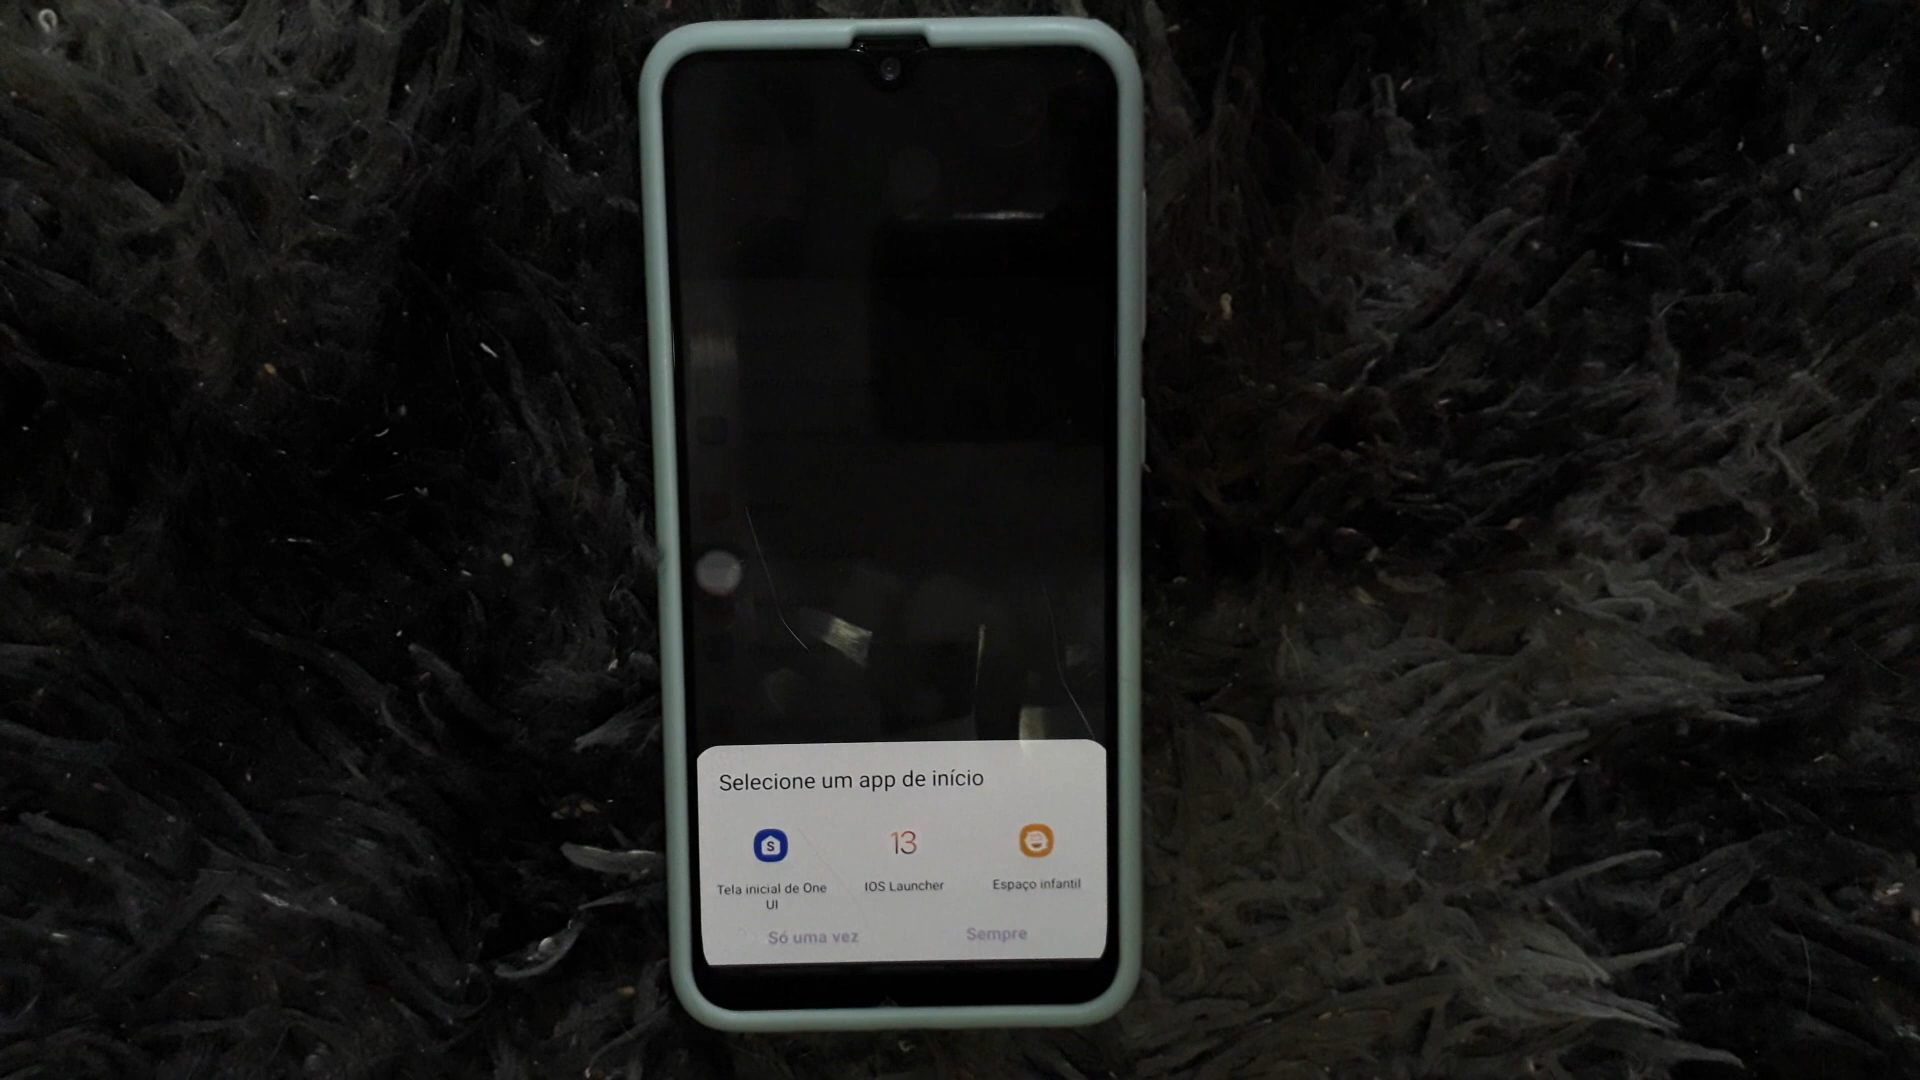 Selecione um app de início
S
13
Tela inicial de One
UI
IOS Launcher
Espaço infantil
Só uma vez
Sempre